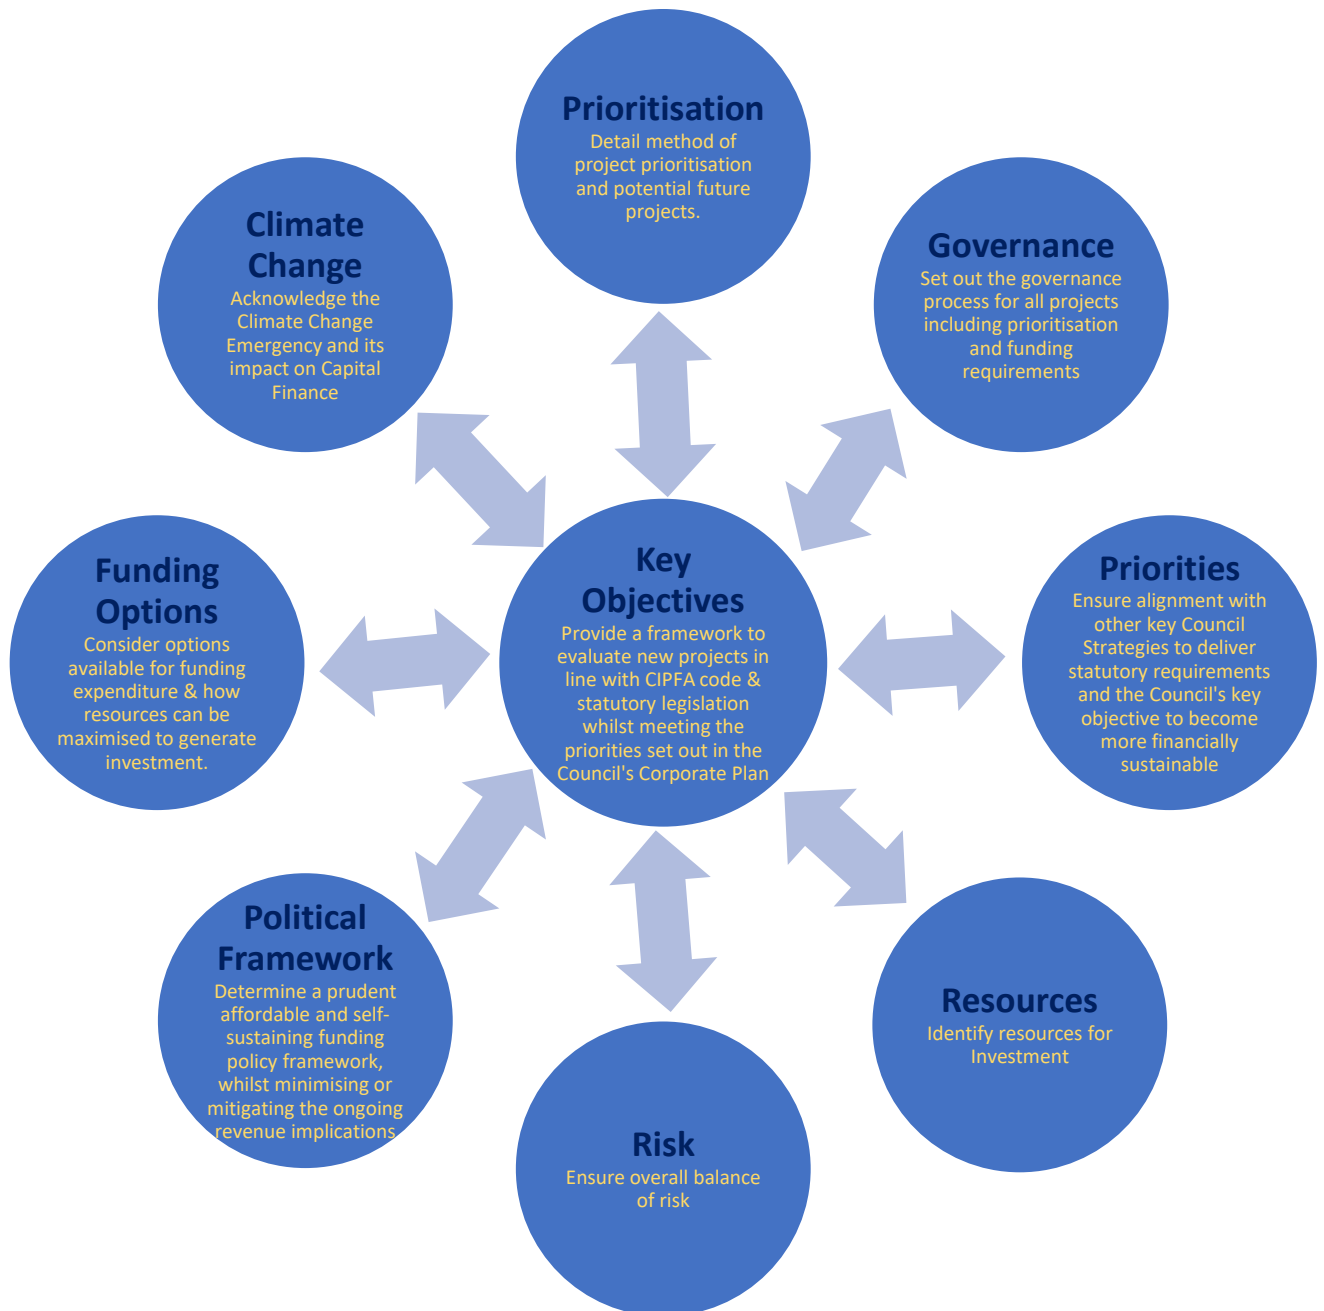 Prioritisation
Detail method of
project prioritisation
and potential future
projects.
Climate
Change
Acknowledge the
Climate Change
Emergency and its
impact on Capital
Finance
Governance
Set out the governance
process for all projects
including prioritisation
and funding
requirements
Funding
Options
Consider options
available for funding
expenditure & how
resources can be
maximised to generate
investment.
Key
Objectives
Provide a framework to
evaluate new projects in
line with CIPFA code &
statutory legislation
whilst meeting the
priorities set out in the
Council's Corporate Plan
Priorities
Ensure alignment with
other key Council
Strategies to deliver
statutory requirements
and the Council's key
objective to become
more financially
sustainable
Political
Framework
Determine a prudent
affordable and self-
sustaining funding
policy framework,
whilst minimising or
mitigating the ongoing
revenue implications
Resources
Identify resources for
Investment
Risk
Ensure overall balance
of risk